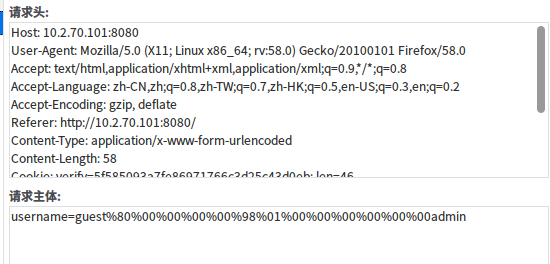 请求头:
Host: 10.2.70.101:8080
User-Agent: Mozilla/5.0 (X11; Linux x86_64; rv:58.0) Gecko/20100101 Firefox/58.0
Accept: text/html,application/xhtml+xml,application/xml;q=0.9,*/*;q=0.8
Accept-Language: zh-CN,zh;q=0.8,zh-TW;q=0.7,zh-HK;q=0.5,en-US;q=0.3,en;q=0.2
Accept-Encoding: gzip, deflate
Referer: http://10.2.70.101:8080/
Content-Type: application/x-www-form-urlencoded
Content-Length: 58
Cookie: verify=5f585093a7fe86971766c3d25c43d0eb; len=46
请求主体:
username=guest%80%00%00%00%00%98%01%00%00%00%00%00%00admin